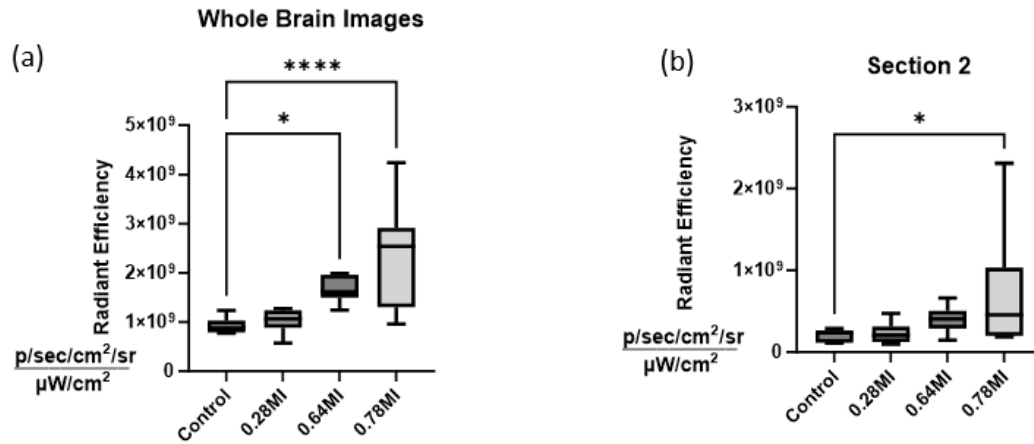 Whole Brain Images
(a)
****
*
5×10⁹
4×10⁹
3×10⁹
2×10⁹
1×10⁹
0
Radiant Efficiency
p/sec/cm²/sr
µW/cm²
Control
0.28MI
0.64MI
0.78MI
(b)
Section 2
*
3×10⁹
2×10⁹
1×10⁹
0
Radiant Efficiency
p/sec/cm²/sr
µW/cm²
Control
0.28MI
0.64MI
0.78MI